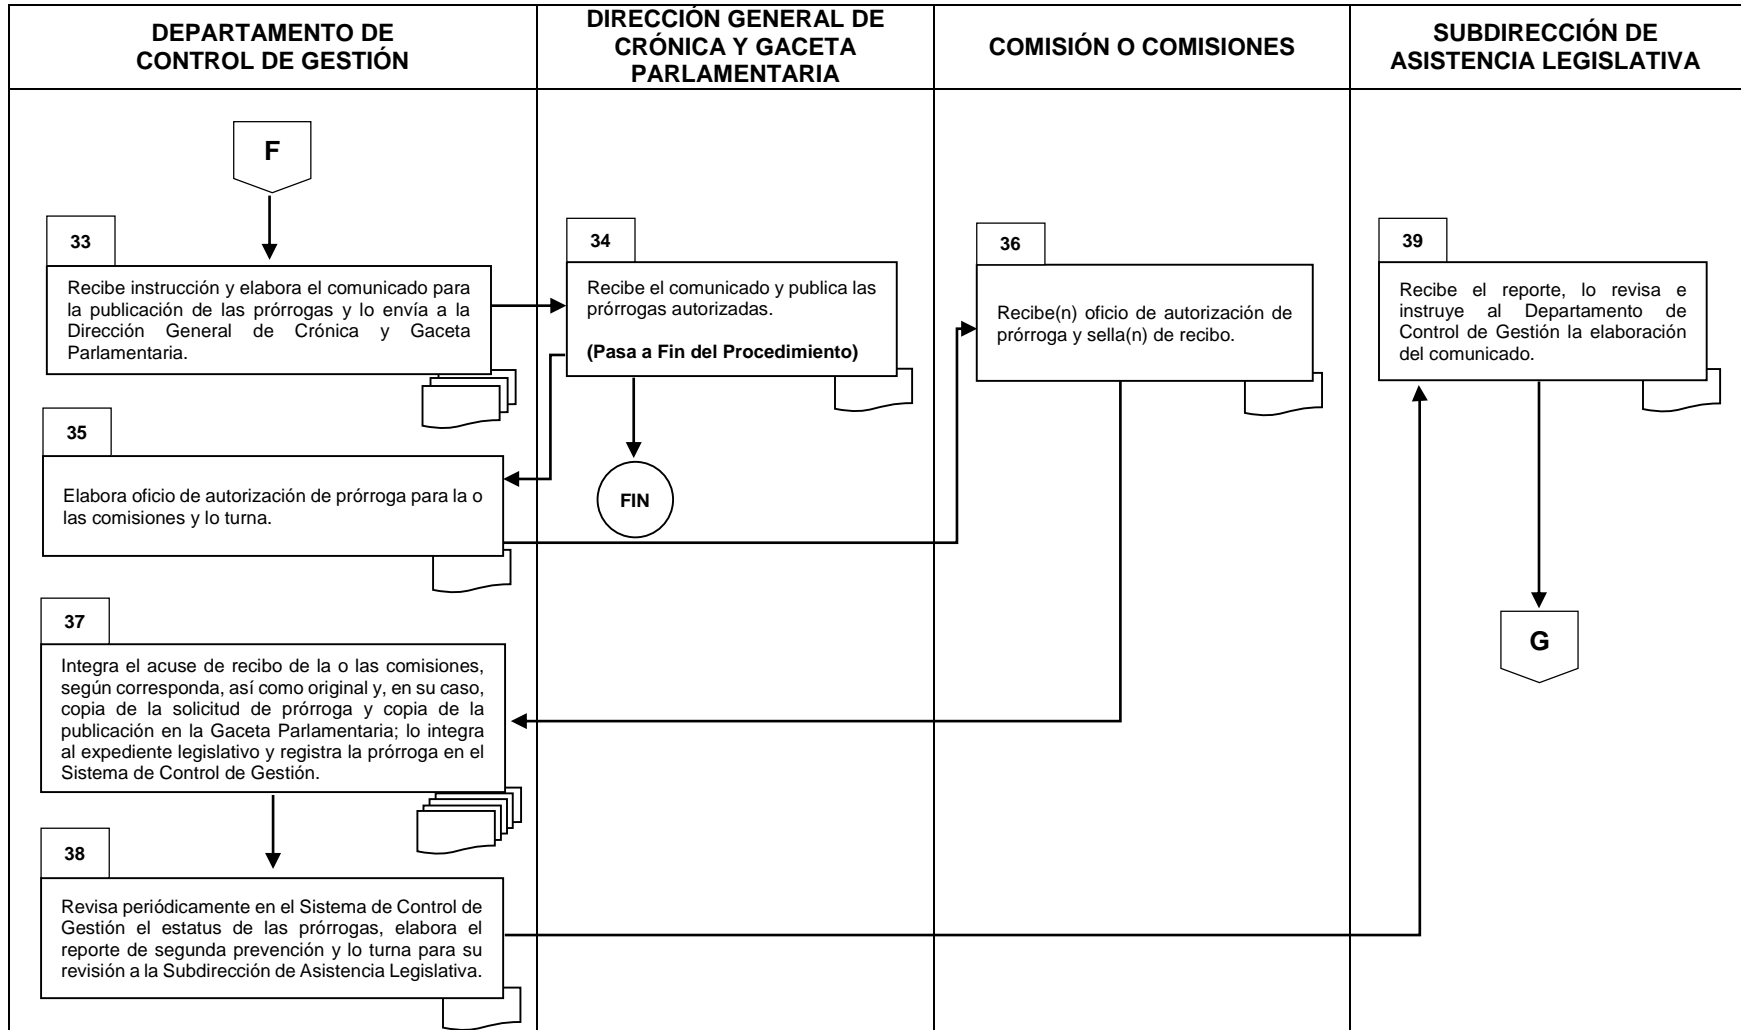 DEPARTAMENTO DE
CONTROL DE GESTIÓN
DIRECCIÓN GENERAL DE
CRÓNICA Y GACETA
PARLAMENTARIA
COMISIÓN O COMISIONES
SUBDIRECCIÓN DE
ASISTENCIA LEGISLATIVA
F
33
Recibe instrucción y elabora el comunicado para
la publicación de las prórrogas y lo envía a la
Dirección General de Crónica y Gaceta
Parlamentaria.
34
Recibe el comunicado y publica las
prórrogas autorizadas.
(Pasa a Fin del Procedimiento)
FIN
35
Elabora oficio de autorización de prórroga para la o
las comisiones y lo turna.
36
Recibe(n) oficio de autorización de
prórroga y sella(n) de recibo.
37
Integra el acuse de recibo de la o las comisiones,
según corresponda, así como original y, en su caso,
copia de la solicitud de prórroga y copia de la
publicación en la Gaceta Parlamentaria; lo integra
al expediente legislativo y registra la prórroga en el
Sistema de Control de Gestión.
38
Revisa periódicamente en el Sistema de Control de
Gestión el estatus de las prórrogas, elabora el
reporte de segunda prevención y lo turna para su
revisión a la Subdirección de Asistencia Legislativa.
39
Recibe el reporte, lo revisa e
instruye al Departamento de
Control de Gestión la elaboración
del comunicado.
G